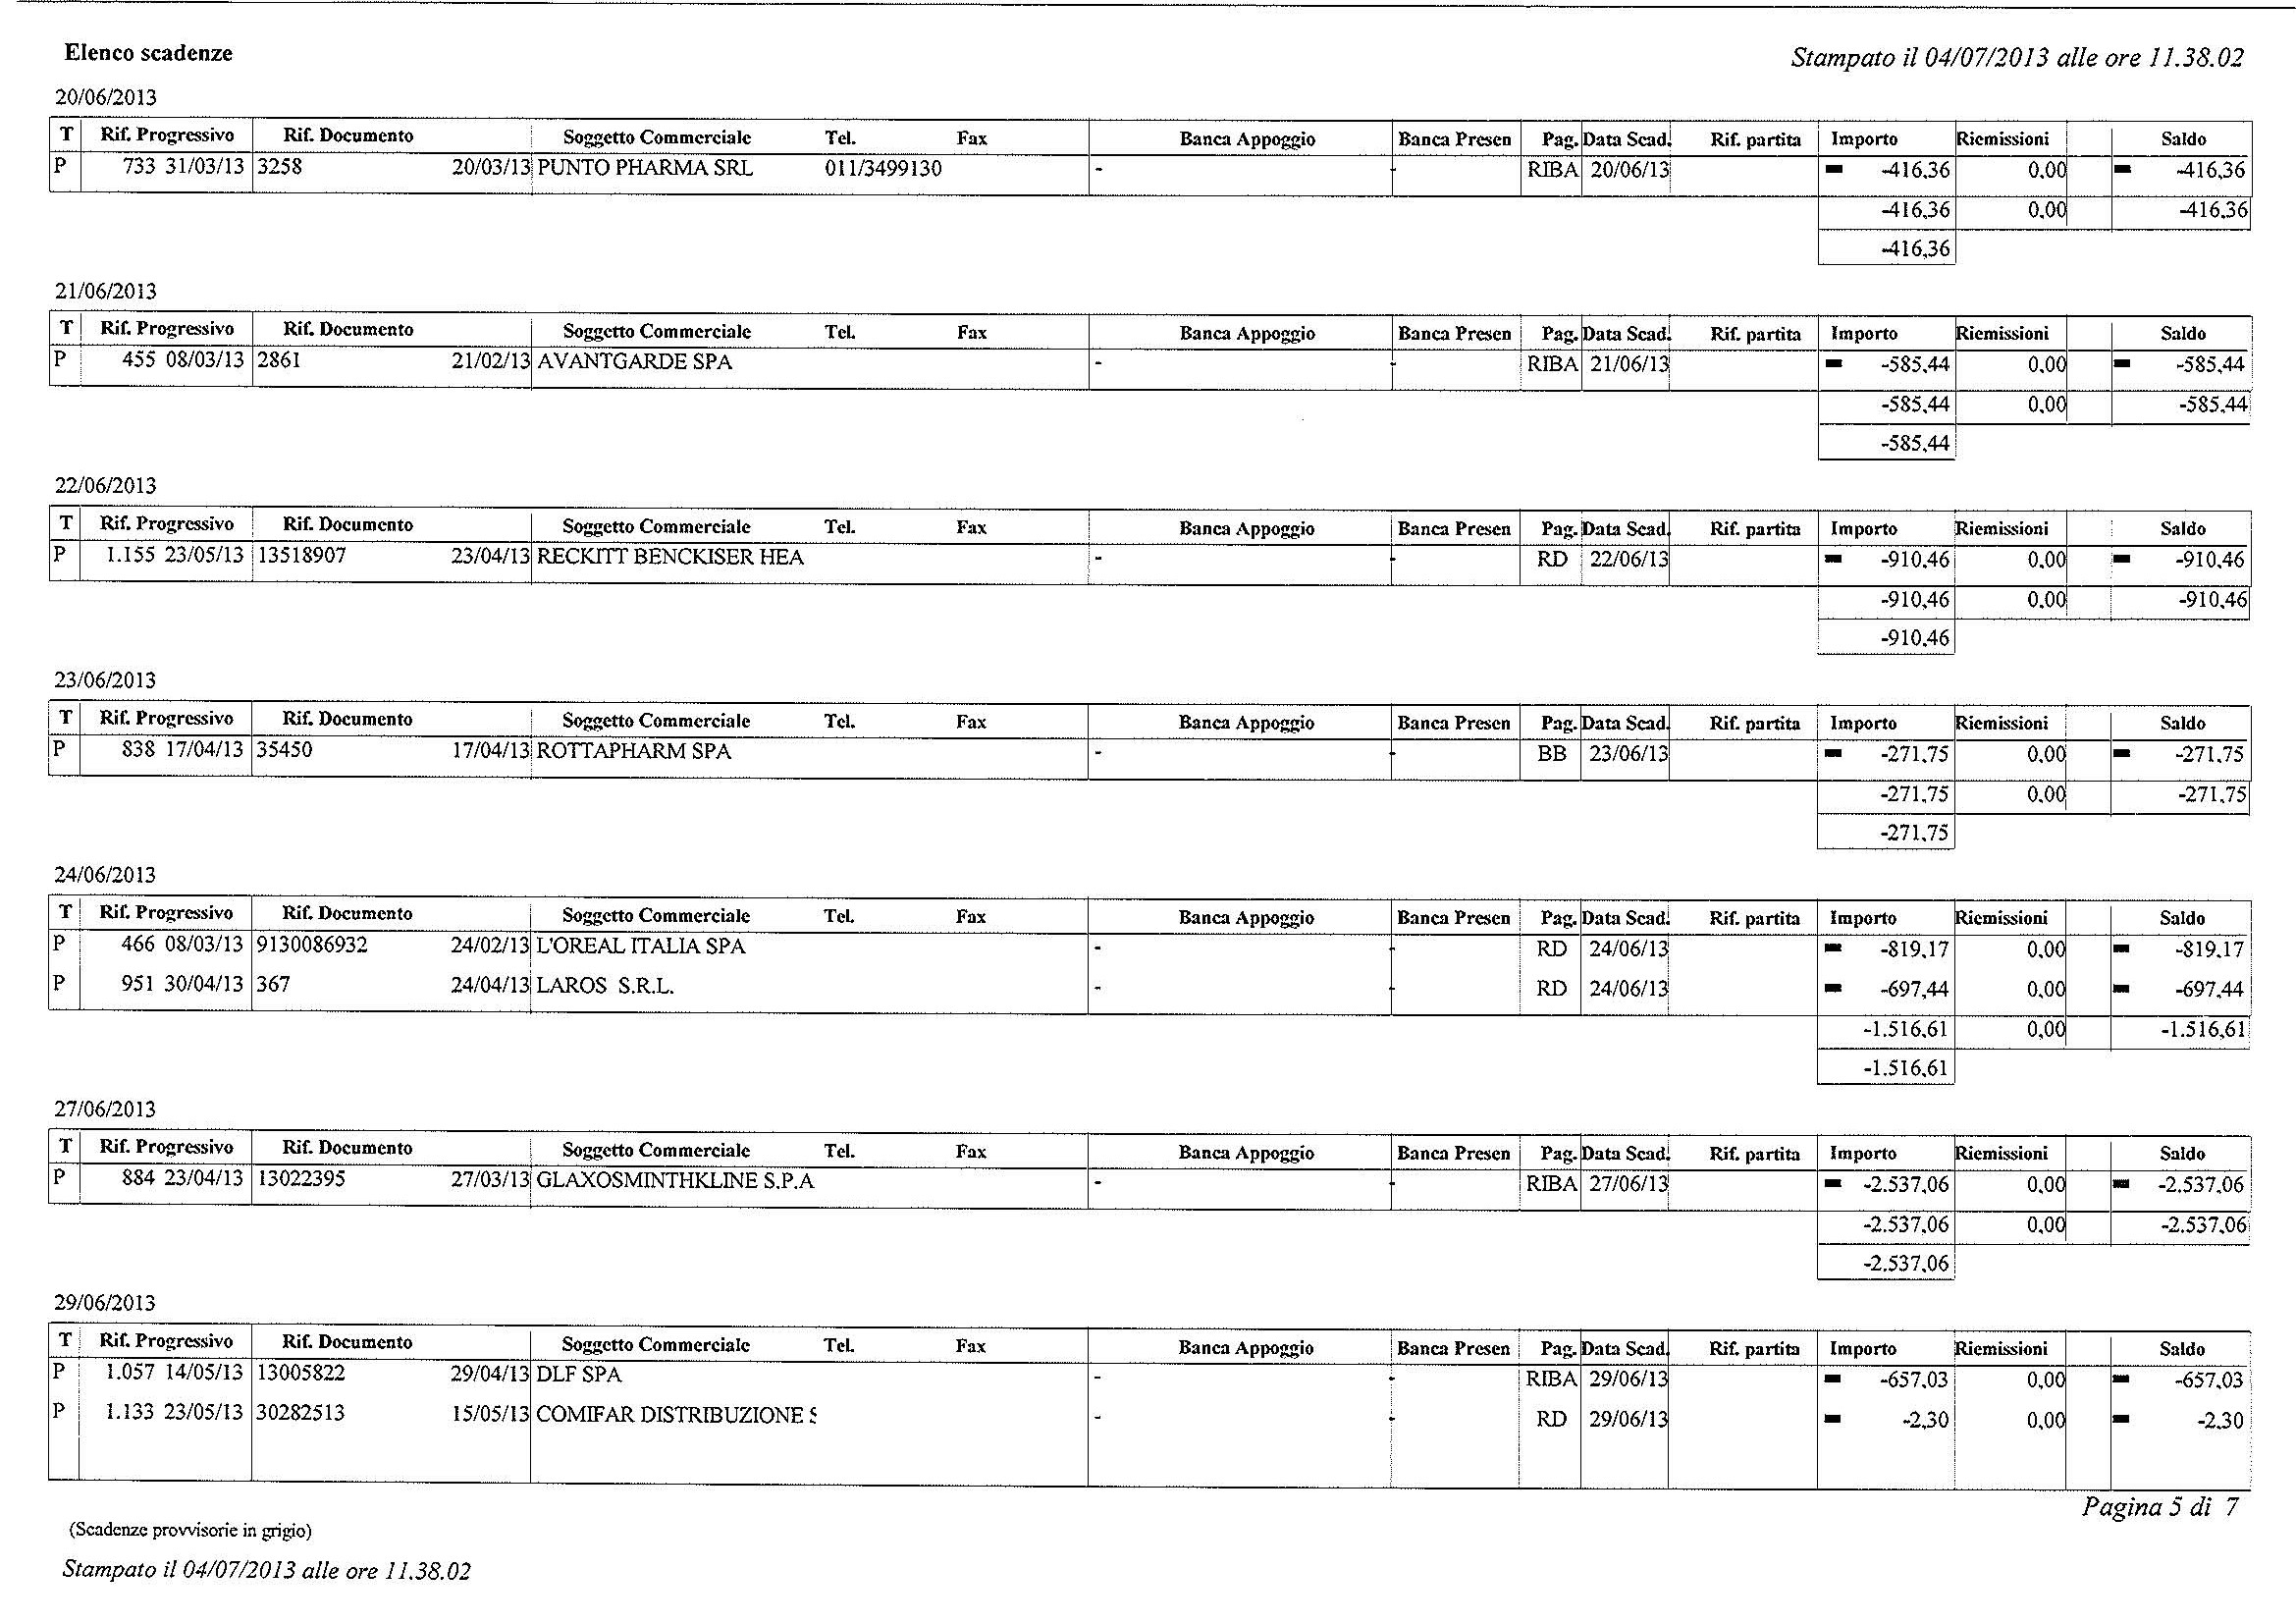 Elenco scadenze Stampato il 04/07/2013 alle ore 11.38.02
20/06/2013
T Rif. Progressivo Rif. Documento Soggetto Commerciale Tel. Fax Banca Appoggio Banca Presen Pag. Data Scad. Rif. partita Importo Riemissioni Saldo
P 733 31/03/13 3258 20/03/13 PUNTO PHARMA SRL 011/3499130 - - RIBA 20/06/13 -416,36 0,00 -416,36
-416,36 0,00 -416,36
-416,36
21/06/2013
T Rif. Progressivo Rif. Documento Soggetto Commerciale Tel. Fax Banca Appoggio Banca Presen Pag. Data Scad. Rif. partita Importo Riemissioni Saldo
P 455 08/03/13 2861 21/02/13 AVANTGARDE SPA - - RIBA 21/06/13 -585,44 0,00 -585,44
-585,44 0,00 -585,44
-585,44
22/06/2013
T Rif. Progressivo Rif. Documento Soggetto Commerciale Tel. Fax Banca Appoggio Banca Presen Pag. Data Scad. Rif. partita Importo Riemissioni Saldo
P 1.155 23/05/13 13518907 23/04/13 RECKITT BENCKISER HEA - - RD 22/06/13 -910,46 0,00 -910,46
-910,46 0,00 -910,46
-910,46
23/06/2013
T Rif. Progressivo Rif. Documento Soggetto Commerciale Tel. Fax Banca Appoggio Banca Presen Pag. Data Scad. Rif. partita Importo Riemissioni Saldo
P 838 17/04/13 35450 17/04/13 ROTTAPHARM SPA - - BB 23/06/13 -271,75 0,00 -271,75
-271,75 0,00 -271,75
-271,75
24/06/2013
T Rif. Progressivo Rif. Documento Soggetto Commerciale Tel. Fax Banca Appoggio Banca Presen Pag. Data Scad. Rif. partita Importo Riemissioni Saldo
P 466 08/03/13 9130086932 24/02/13 L'OREAL ITALIA SPA - - RD 24/06/13 -819,17 0,00 -819,17
P 951 30/04/13 367 24/04/13 LAROS S.R.L. - - RD 24/06/13 -697,44 0,00 -697,44
-1.516,61 0,00 -1.516,61
-1.516,61
27/06/2013
T Rif. Progressivo Rif. Documento Soggetto Commerciale Tel. Fax Banca Appoggio Banca Presen Pag. Data Scad. Rif. partita Importo Riemissioni Saldo
P 884 23/04/13 13022395 27/03/13 GLAXOSMINTHKLINE S.P.A - - RIBA 27/06/13 -2.537,06 0,00 -2.537,06
-2.537,06 0,00 -2.537,06
-2.537,06
29/06/2013
T Rif. Progressivo Rif. Documento Soggetto Commerciale Tel. Fax Banca Appoggio Banca Presen Pag. Data Scad. Rif. partita Importo Riemissioni Saldo
P 1.057 14/05/13 13005822 29/04/13 DLF SPA - - RIBA 29/06/13 -657,03 0,00 -657,03
P 1.133 23/05/13 30282513 15/05/13 COMIFAR DISTRIBUZIONE S - - RD 29/06/13 -2,30 0,00 -2,30
Pagina 5 di 7
(Scadenze provvisorie in grigio)
Stampato il 04/07/2013 alle ore 11.38.02